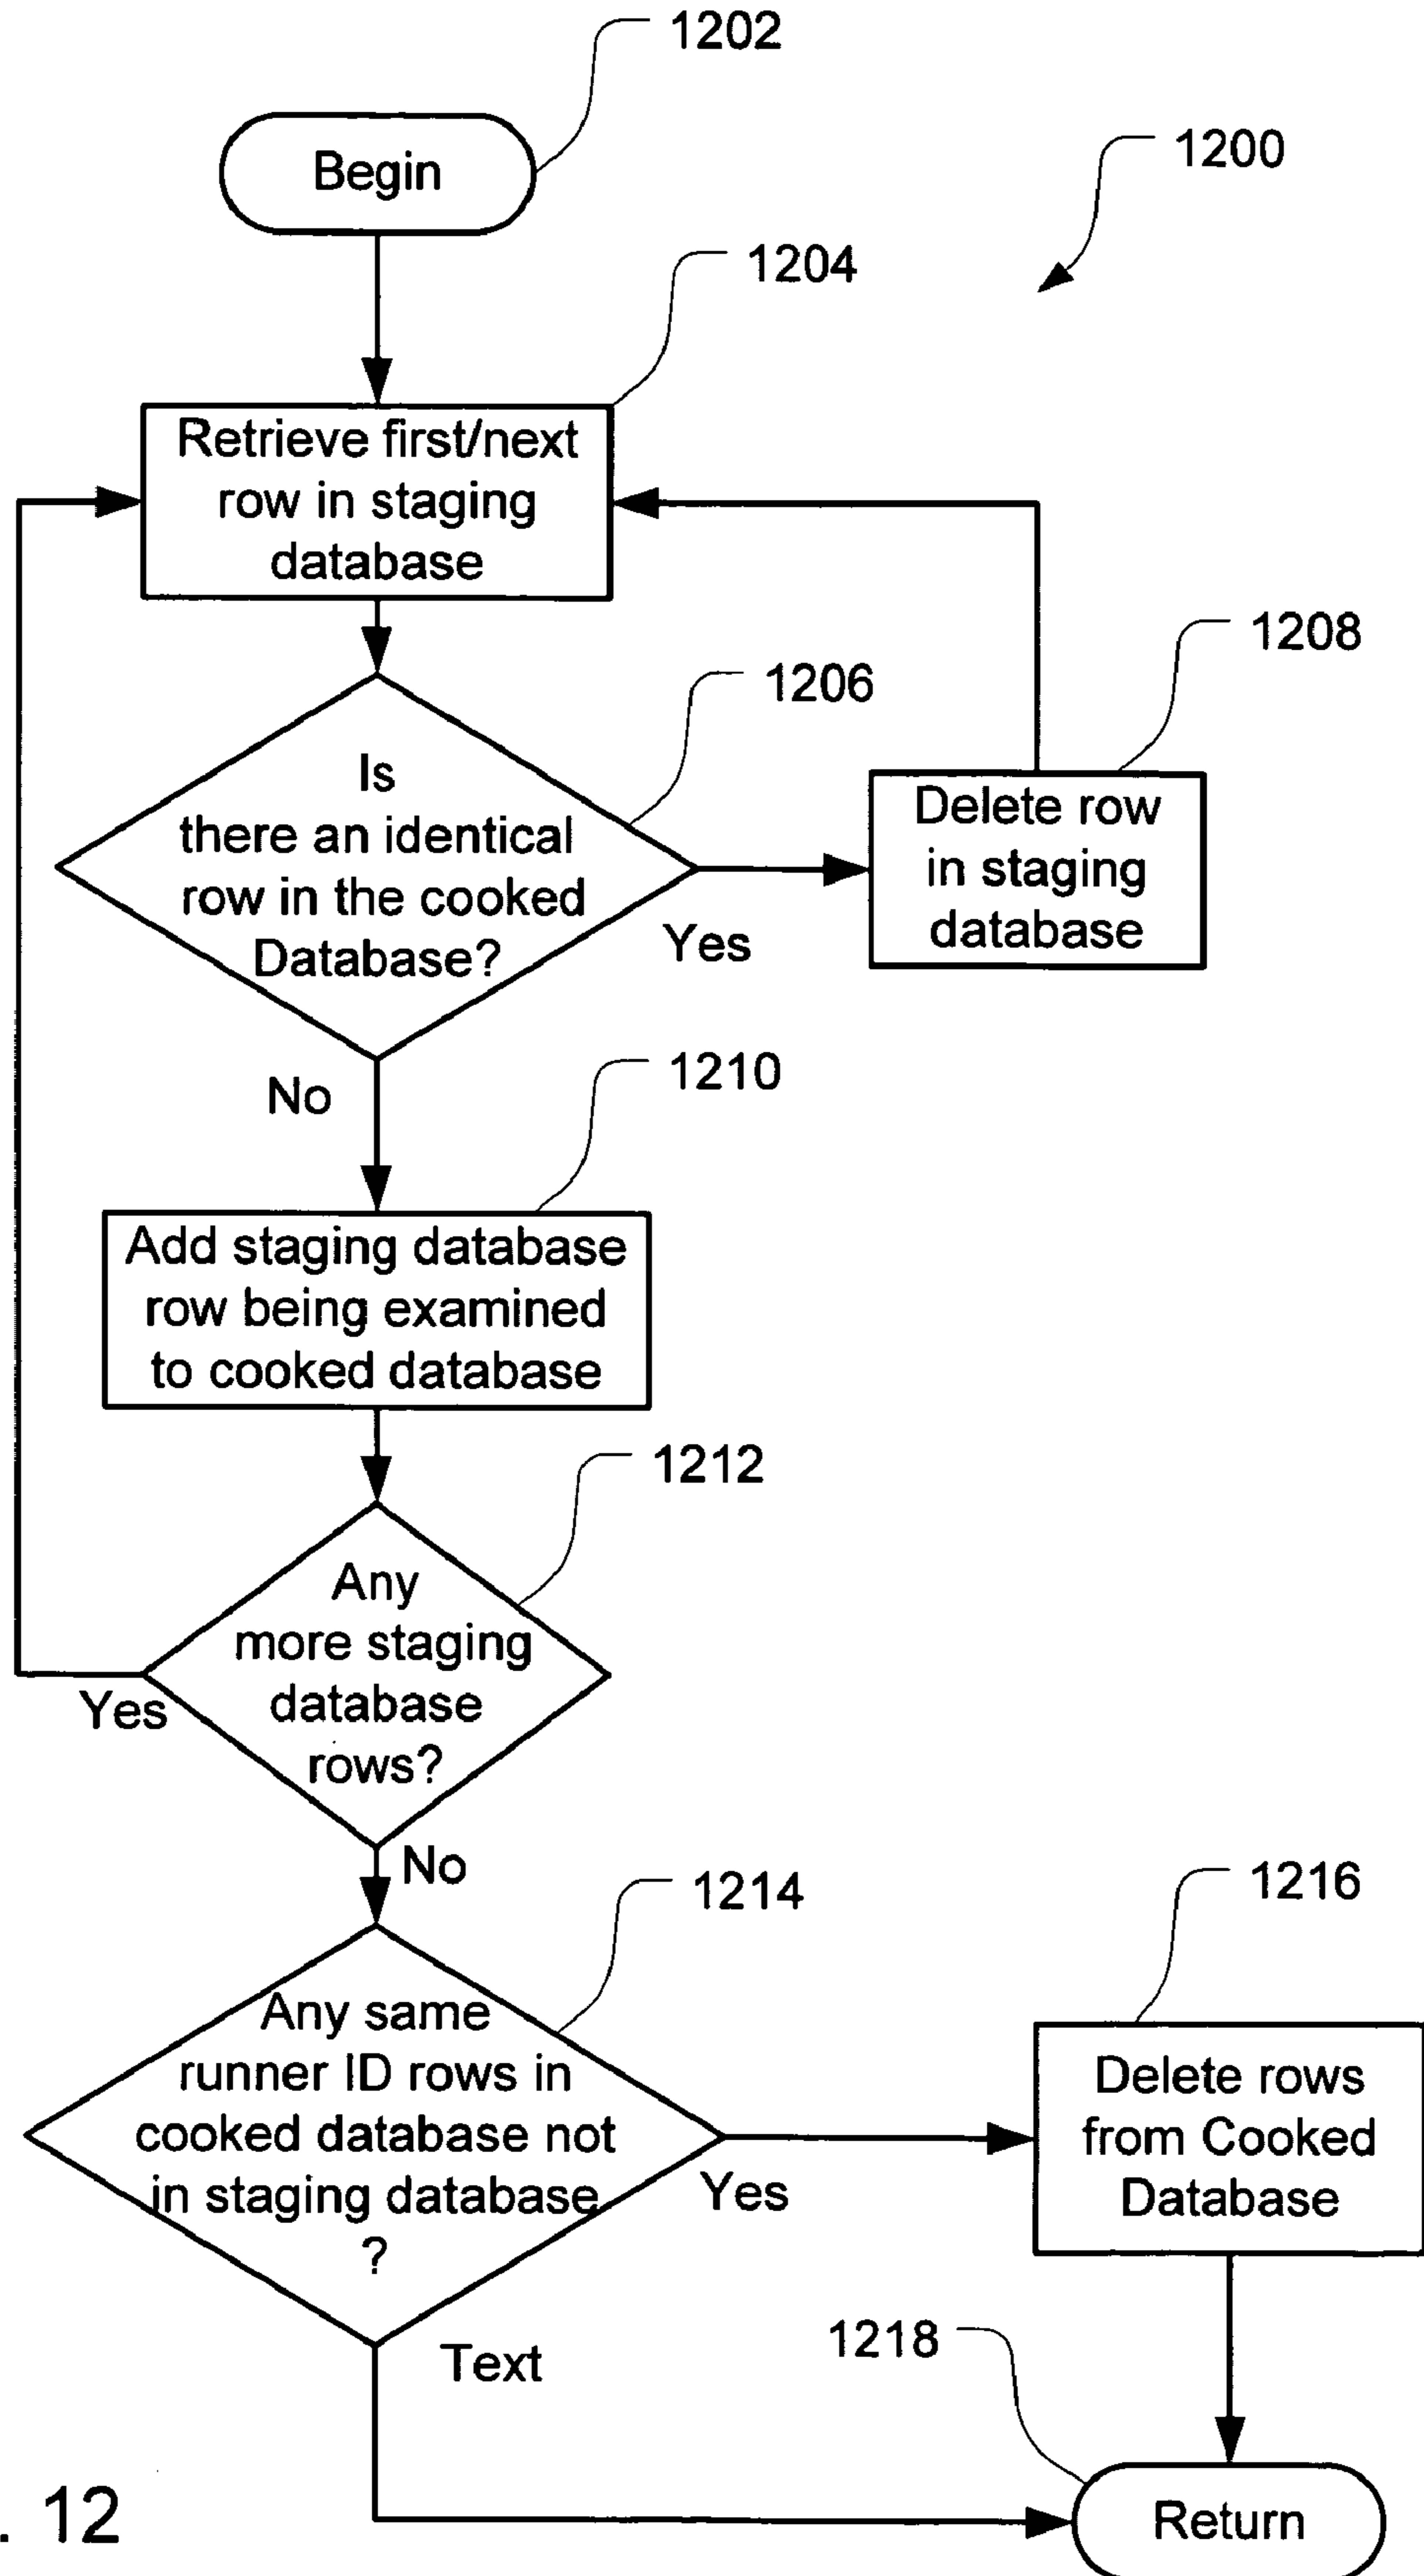 1202
Begin
1200
1204
Retrieve first/next
row in staging
database
1206
1208
Is
there an identical
row in the cooked
Database?
Yes
Delete row
in staging
database
No
1210
Add staging database
row being examined
to cooked database
1212
Any
more staging
database
rows?
Yes
No
1214
1216
Any same
runner ID rows in
cooked database not
in staging database
?
Yes
Delete rows
from Cooked
Database
Text
1218
Return
. 12